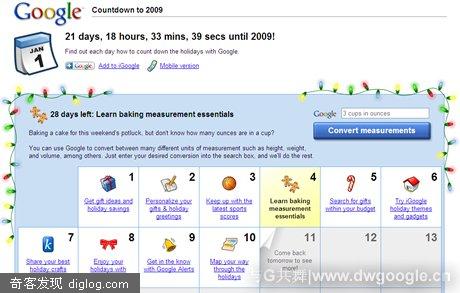 Google Countdown to 2009
JAN
1
21 days, 18 hours, 33 mins, 39 secs until 2009!
Find out each day how to count down the holidays with Google.
Google Add to iGoogle Mobile version
28 days left: Learn baking measurement essentials
Google 3 cups in ounces
Convert measurements
Baking a cake for this weekend's potluck, but don't know how many ounces are in a cup?
You can use Google to convert between many different units of measurement such as height, weight,
and volume, among others. Just enter your desired conversion into the search box, and we'll do the rest.
1
Get gift ideas and
holiday savings
2
Personalize your
gifts & holiday
greetings
3
Keep up with the
latest sports
scores
4
Learn baking
measurement
essentials
5
Search for gifts
within your budget
6
Try iGoogle
holiday themes
and gadgets
7
k
Share your best
holiday crafts
8
Enjoy your
holidays with
9
Get in the know
with Google Alerts
10
Map your way
through the
holidays
11
Come back
tomorrow to
see more!
12
13
奇客发现 diglog.com
与G共舞|www.dwgoogle.cn